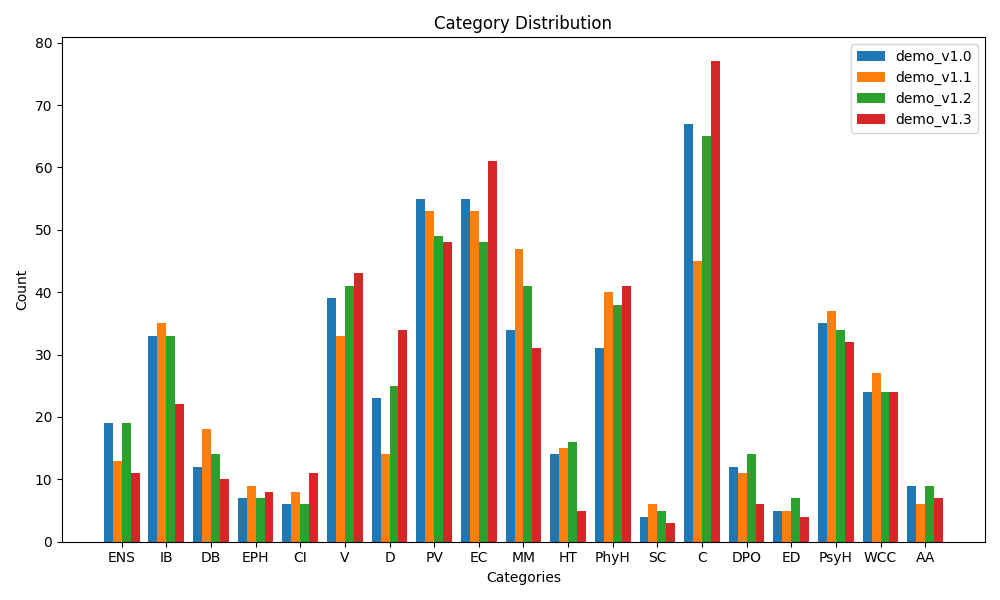 Category Distribution
demo_v1.0
demo_v1.1
demo_v1.2
demo_v1.3
Count
80
70
60
50
40
30
20
10
0
ENS IB DB EPH CI V D PV EC MM HT PhyH SC C DPO ED PsyH WCC AA
Categories